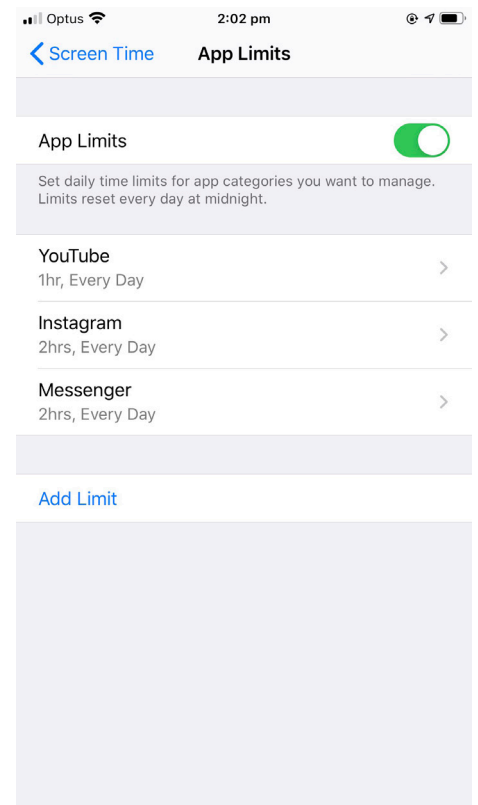 Optus 2:02 pm
Screen Time App Limits
App Limits
Set daily time limits for app categories you want to manage.
Limits reset every day at midnight.
YouTube
1hr, Every Day
Instagram
2hrs, Every Day
Messenger
2hrs, Every Day
Add Limit